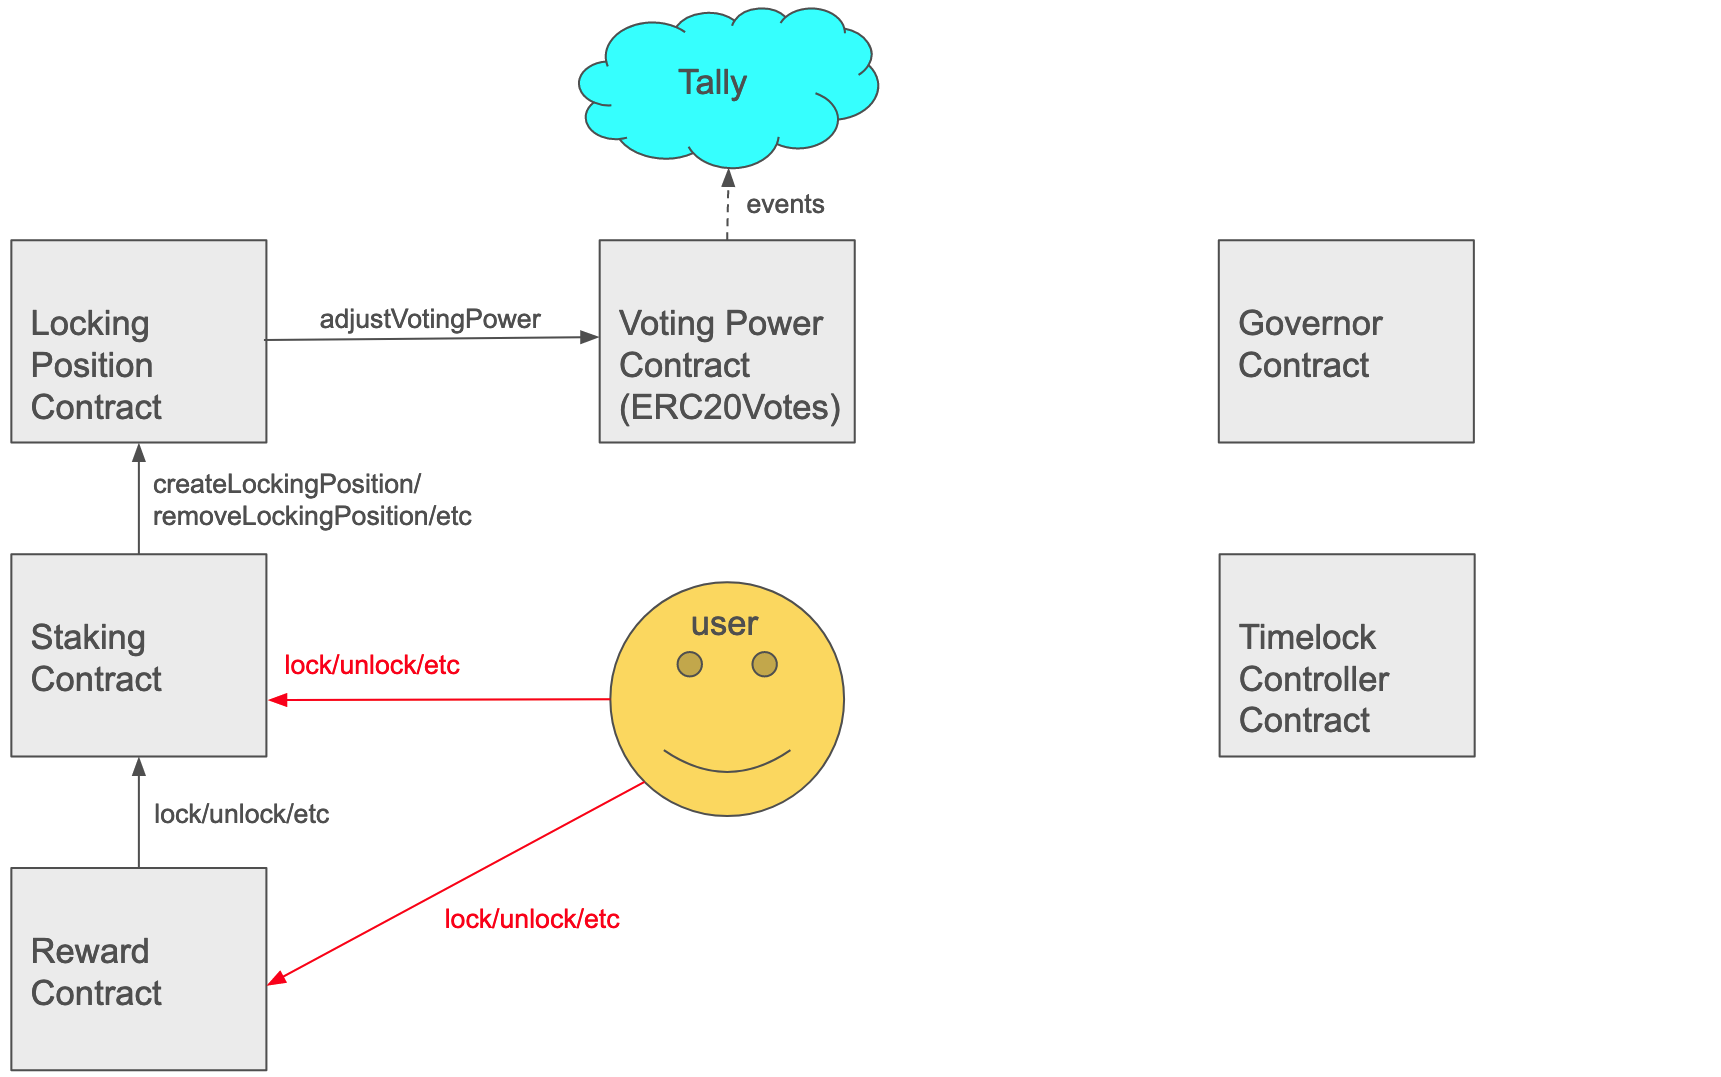 Tally
events
Locking
Position
Contract
adjustVotingPower
Voting Power
Contract
(ERC20Votes)
Governor
Contract
createLockingPosition/
removeLockingPosition/etc
Staking
Contract
lock/unlock/etc
user
Timelock
Controller
Contract
lock/unlock/etc
lock/unlock/etc
Reward
Contract